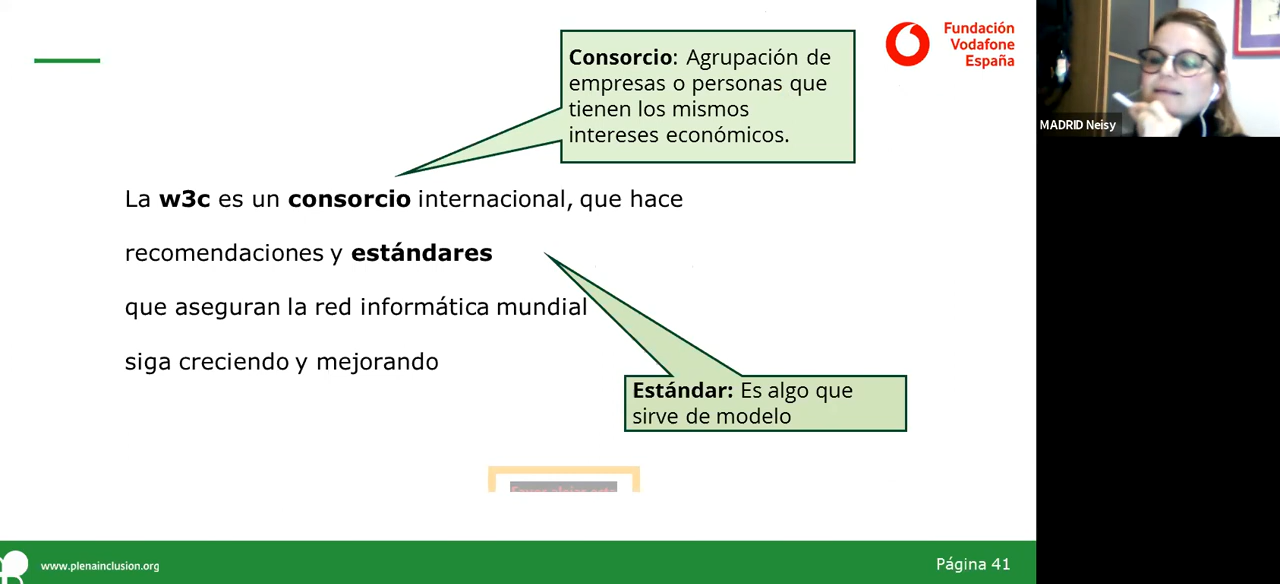 Consorcio: Agrupación de
empresas o personas que
tienen los mismos
intereses económicos.
Fundación
Vodafone
España
MADRID Neisy
La w3c es un consorcio internacional, que hace
recomendaciones y estándares
que aseguran la red informática mundial
siga creciendo y mejorando
Estándar: Es algo que
sirve de modelo
www.plenainclusion.org
Página 41